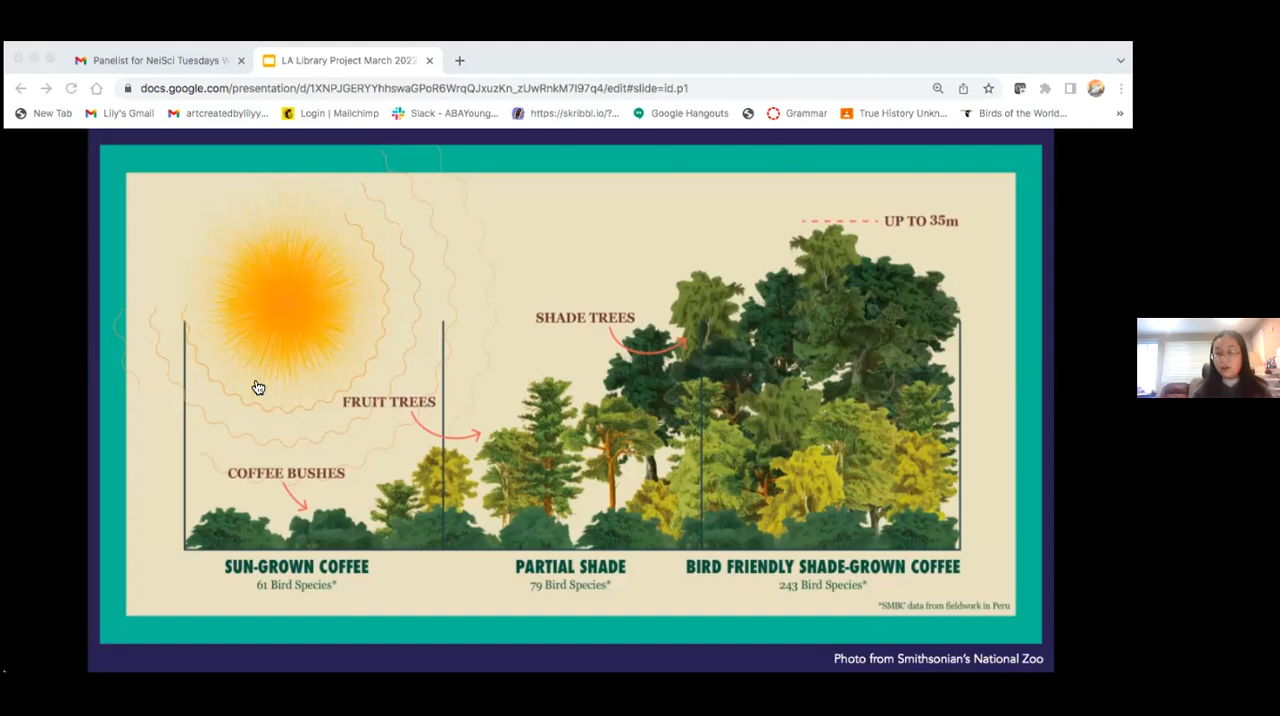 Panelist for NeiSci Tuesdays W
LA Library Project March 2022
docs.google.com/presentation/d/1XNPJGERYYhhswaGPoR6WrqQJxuzKn_zUwRnkM7l97q4/edit#slide=id.p1
New Tab
Lily's Gmail
artcreatedbylilyy...
Login | Mailchimp
Slack - ABAYoung...
https://skribbl.io/?...
Google Hangouts
Grammar
True History Unkn...
Birds of the World...
UP TO 35m
SHADE TREES
FRUIT TREES
COFFEE BUSHES
SUN-GROWN COFFEE
61 Bird Species*
PARTIAL SHADE
79 Bird Species*
BIRD FRIENDLY SHADE-GROWN COFFEE
243 Bird Species*
*SMBC data from fieldwork in Peru
Photo from Smithsonian's National Zoo